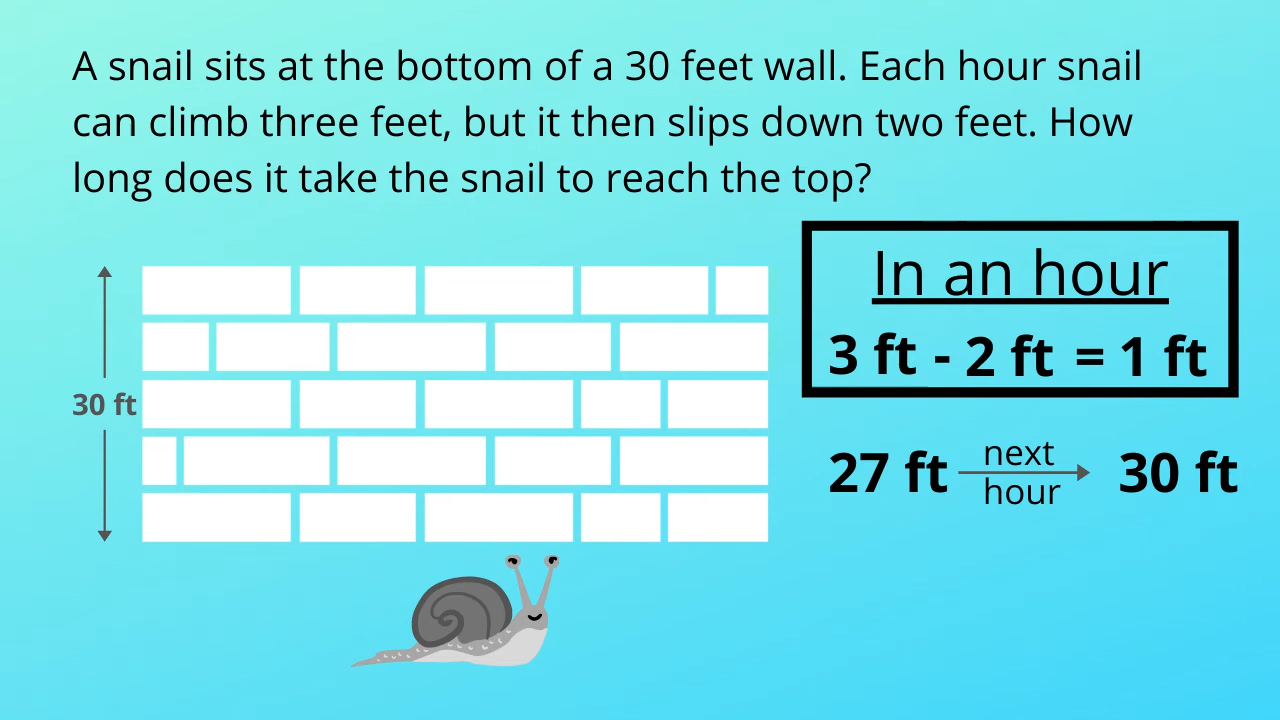 A snail sits at the bottom of a 30 feet wall. Each hour snail
can climb three feet, but it then slips down two feet. How
long does it take the snail to reach the top?
In an hour
3 ft - 2 ft = 1 ft
30 ft
27 ft next hour 30 ft